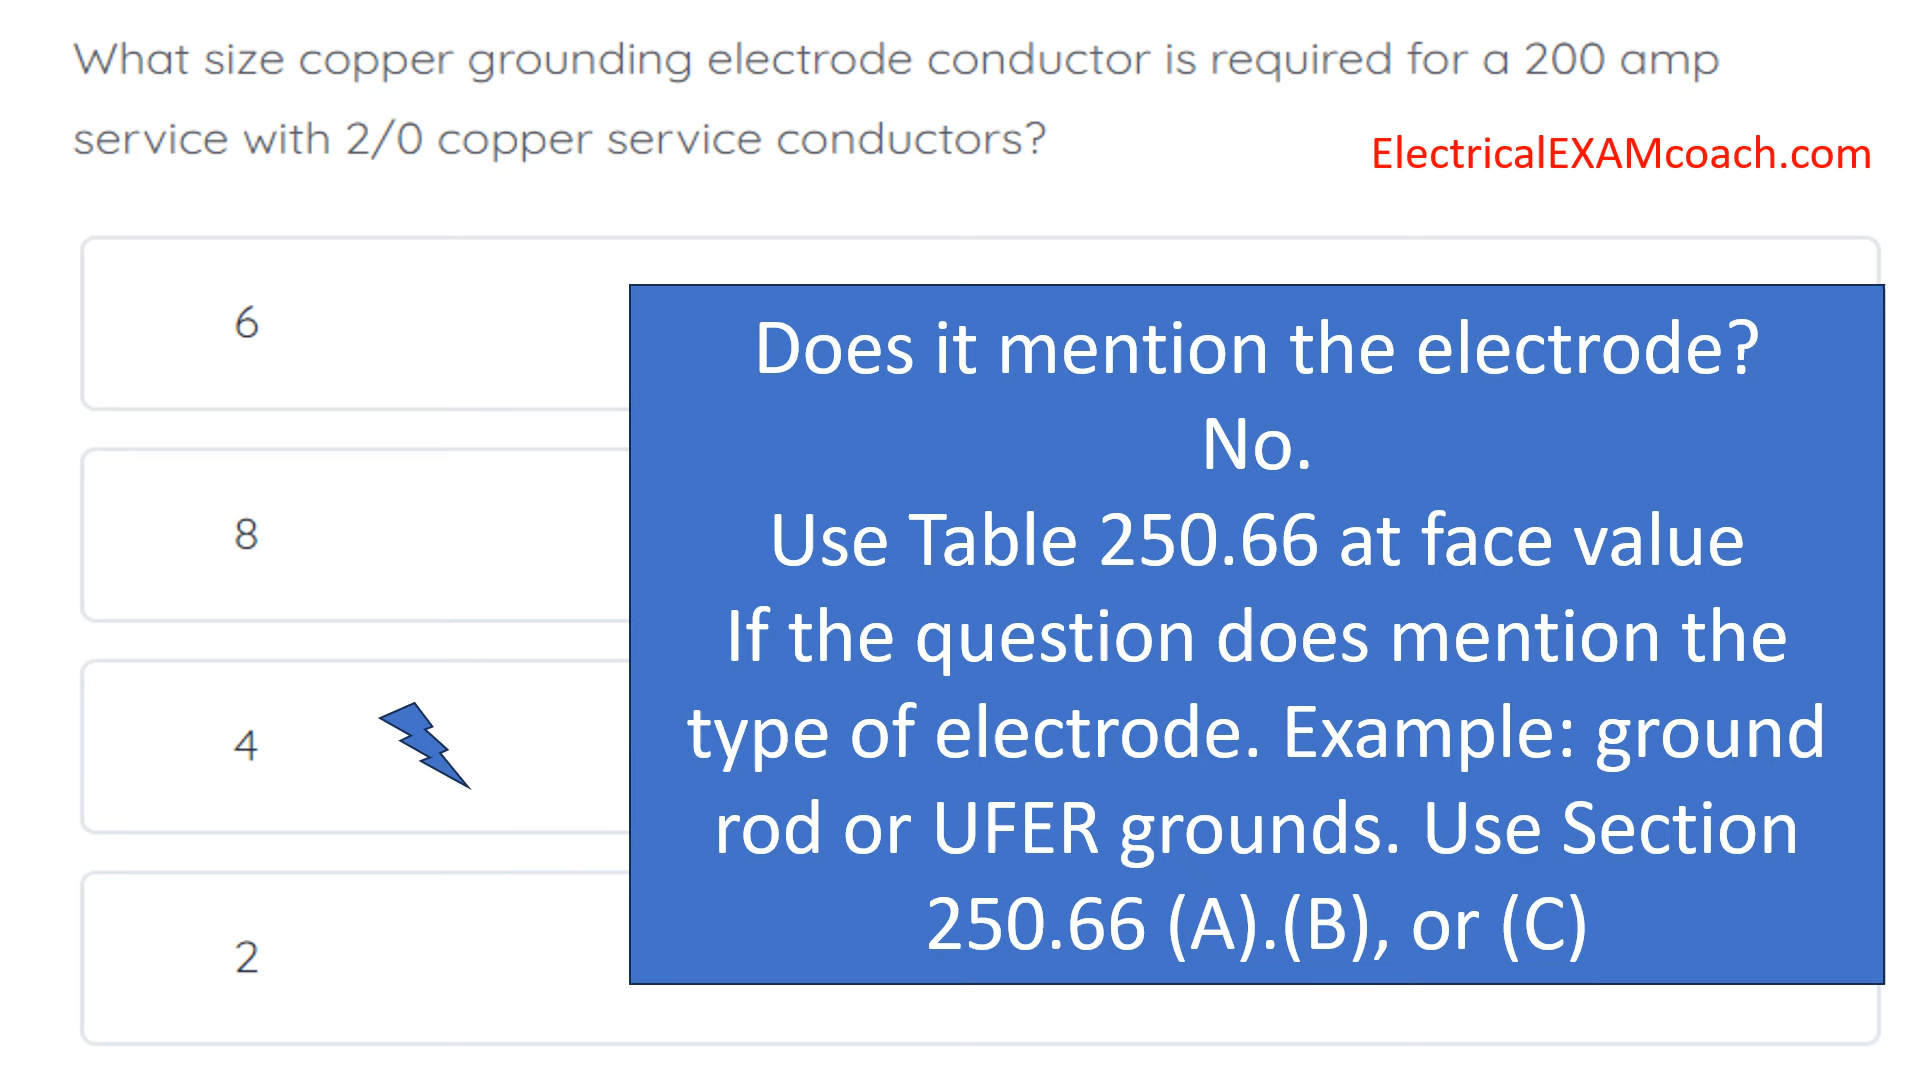 What size copper grounding electrode conductor is required for a 200 amp
service with 2/0 copper service conductors?
ElectricalEXAMcoach.com
6
8
4
2
Does it mention the electrode?
No.
Use Table 250.66 at face value
If the question does mention the
type of electrode. Example: ground
rod or UFER grounds. Use Section
250.66 (A).(B), or (C)